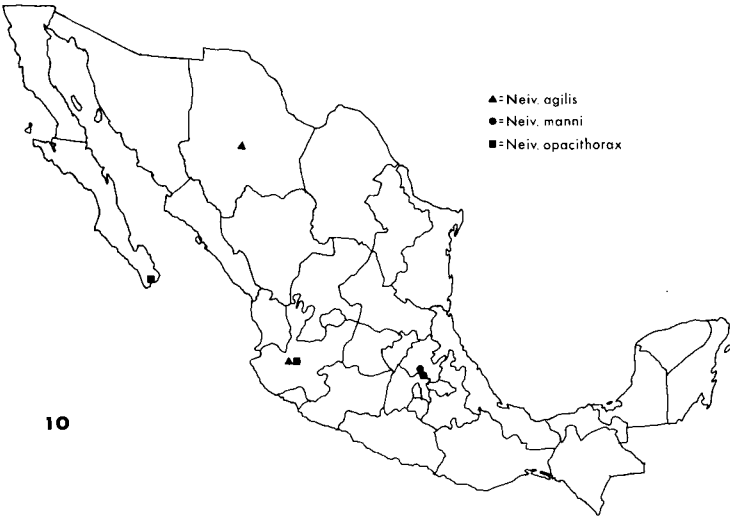 ▲=Neiv. agilis
●=Neiv. manni
■=Neiv. opacithorax
10